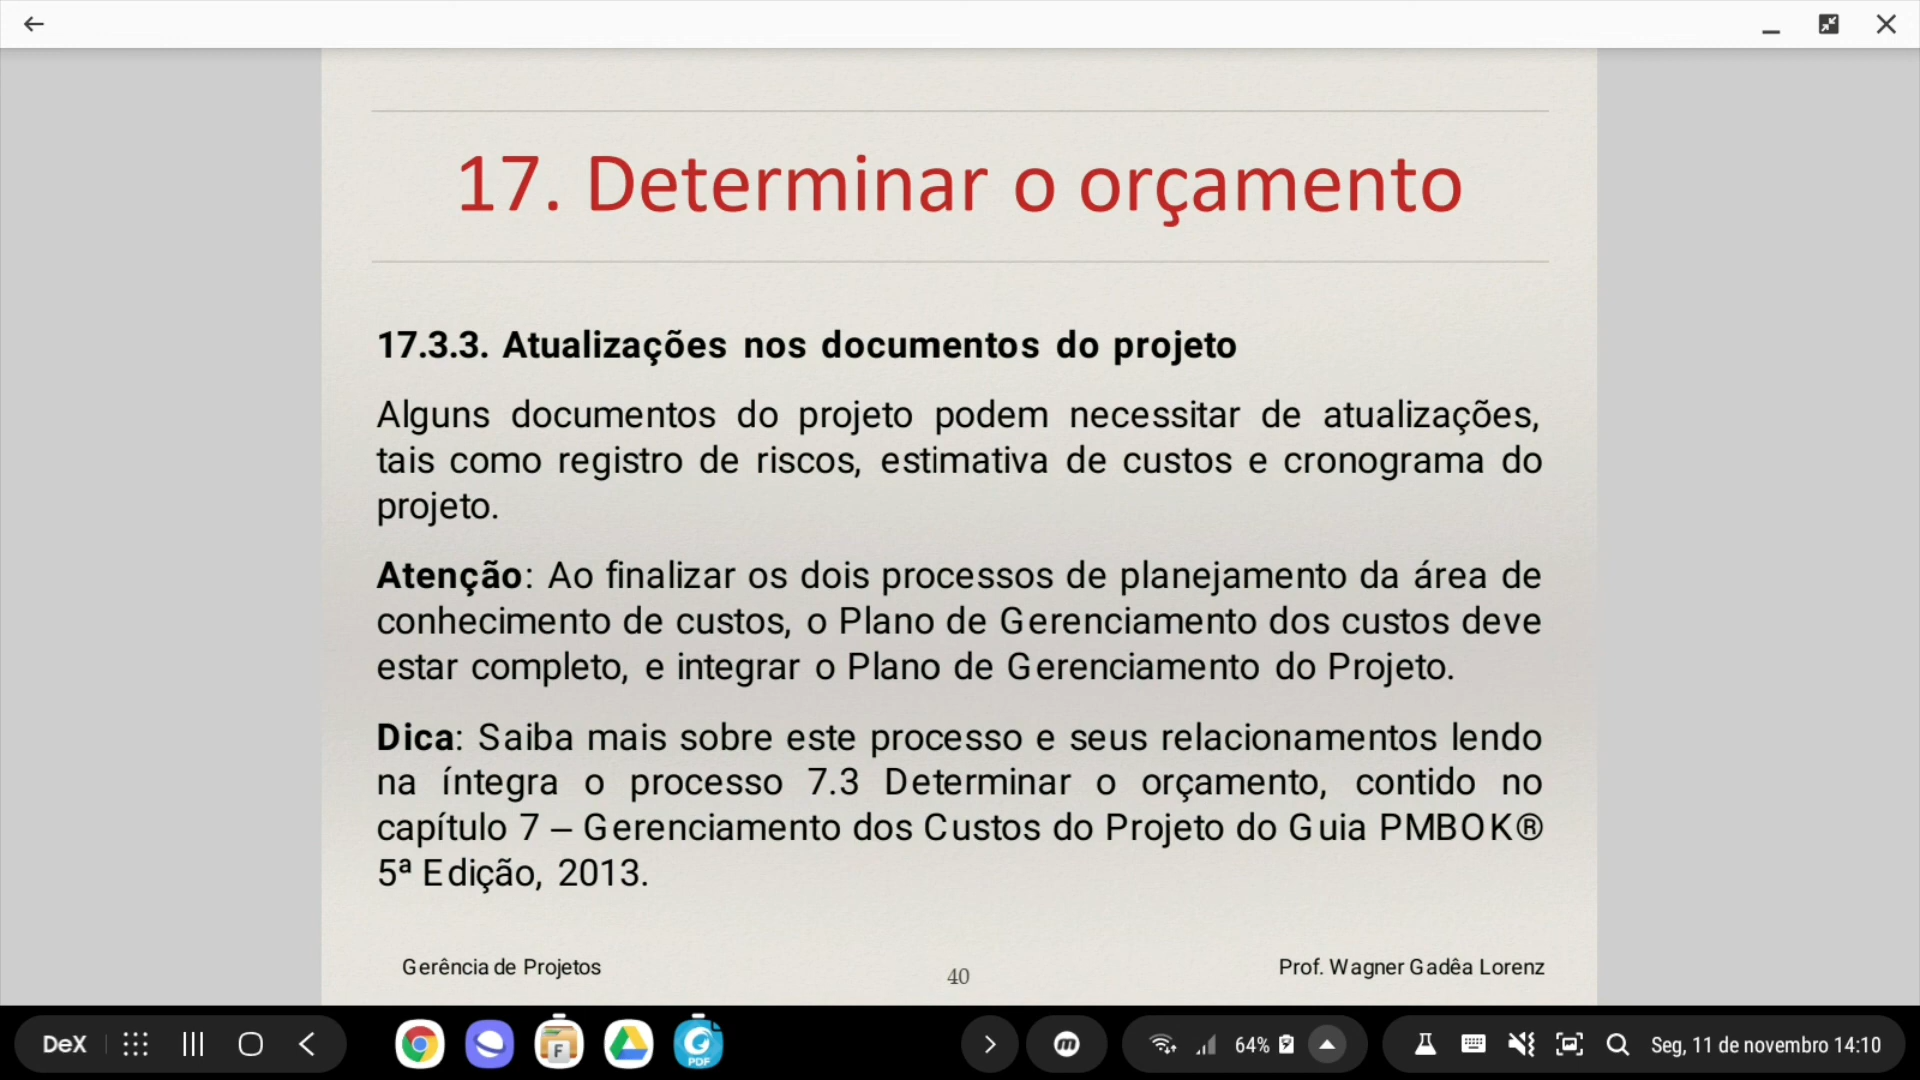 17. Determinar o orçamento
17.3.3. Atualizações nos documentos do projeto
Alguns documentos do projeto podem necessitar de atualizações,
tais como registro de riscos, estimativa de custos e cronograma do
projeto.
Atenção: Ao finalizar os dois processos de planejamento da área de
conhecimento de custos, o Plano de Gerenciamento dos custos deve
estar completo, e integrar o Plano de Gerenciamento do Projeto.
Dica: Saiba mais sobre este processo e seus relacionamentos lendo
na íntegra o processo 7.3 Determinar o orçamento, contido no
capítulo 7 – Gerenciamento dos Custos do Projeto do Guia PMBOK®
5ª Edição, 2013.
Gerência de Projetos
40
Prof. Wagner Gadêa Lorenz
DeX
F
PDF
m
64%
Seg, 11 de novembro 14:10